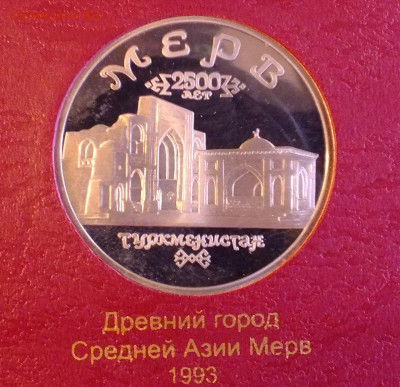 МЕРВ
2500
ЛЕТ
ТУРКМЕНИСТАН
Древний город
Средней Азии Мерв
1993